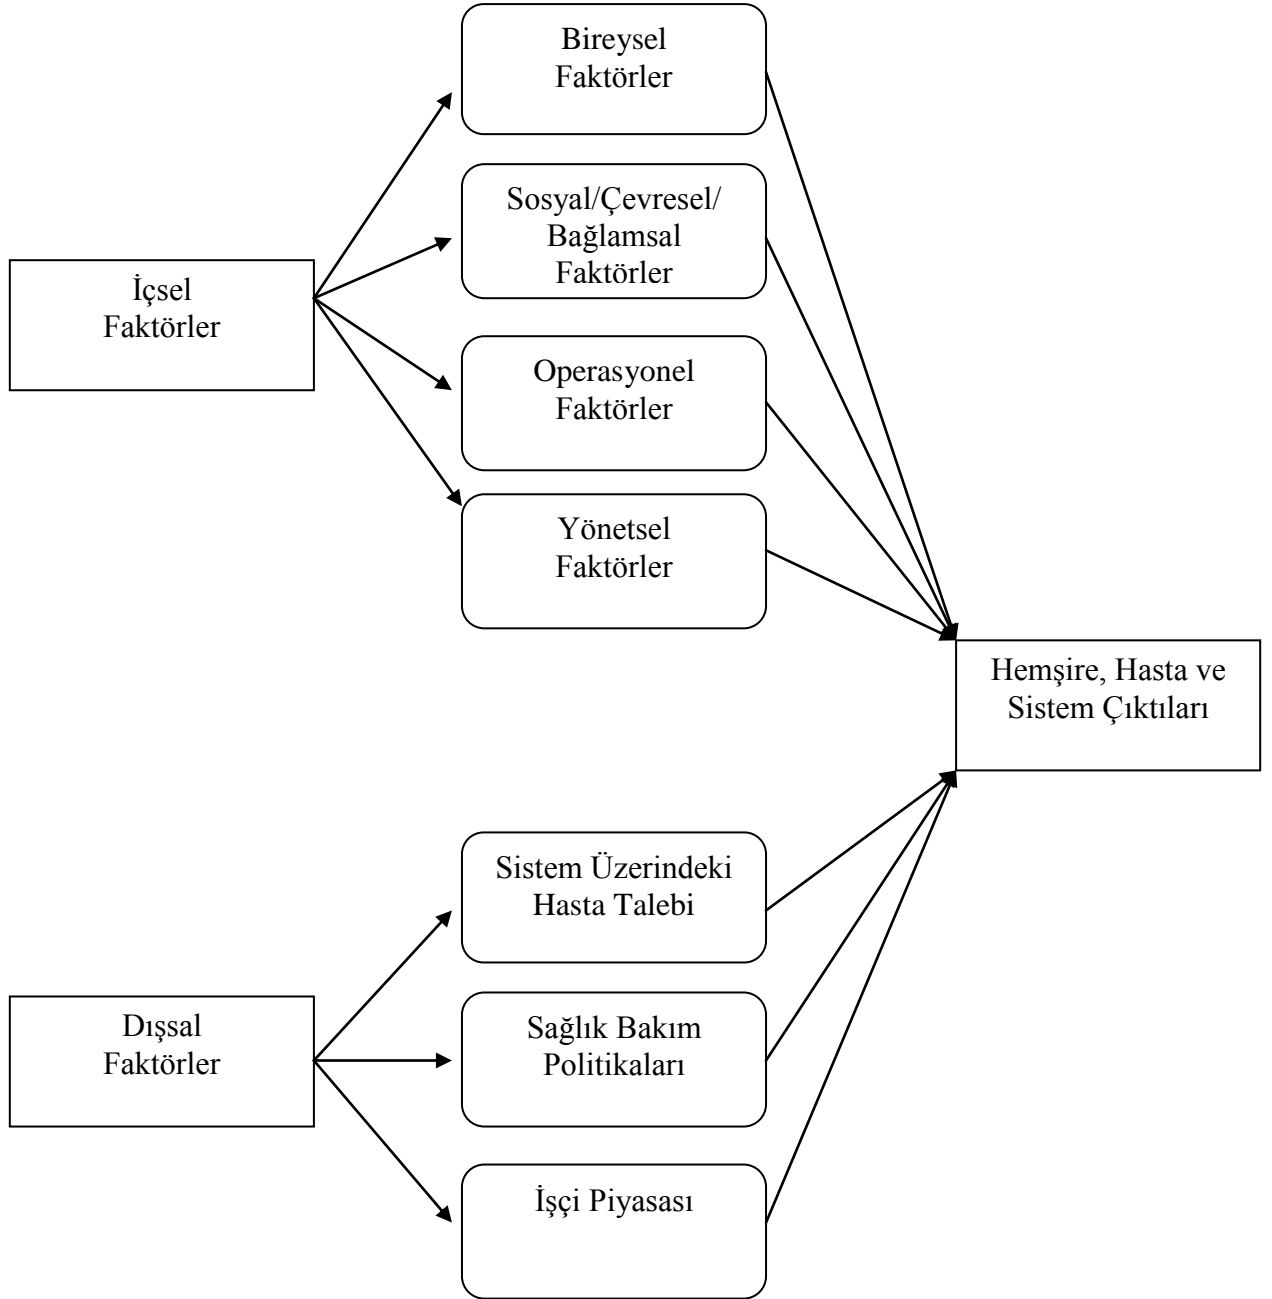 Bireysel
Faktörler
Sosyal/Çevresel/
Bağlamsal
Faktörler
İçsel
Faktörler
Operasyonel
Faktörler
Yönetsel
Faktörler
Hemşire, Hasta ve
Sistem Çıktıları
Sistem Üzerindeki
Hasta Talebi
Dışsal
Faktörler
Sağlık Bakım
Politikaları
İşçi Piyasası